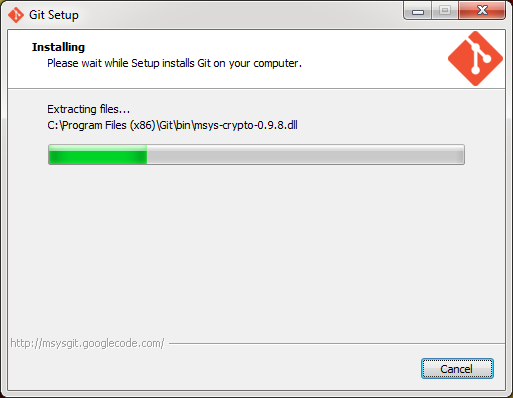 Git Setup
Installing
Please wait while Setup installs Git on your computer.
Extracting files...
C:\Program Files (x86)\Git\bin\msys-crypto-0.9.8.dll
http://msysgit.googlecode.com/
Cancel